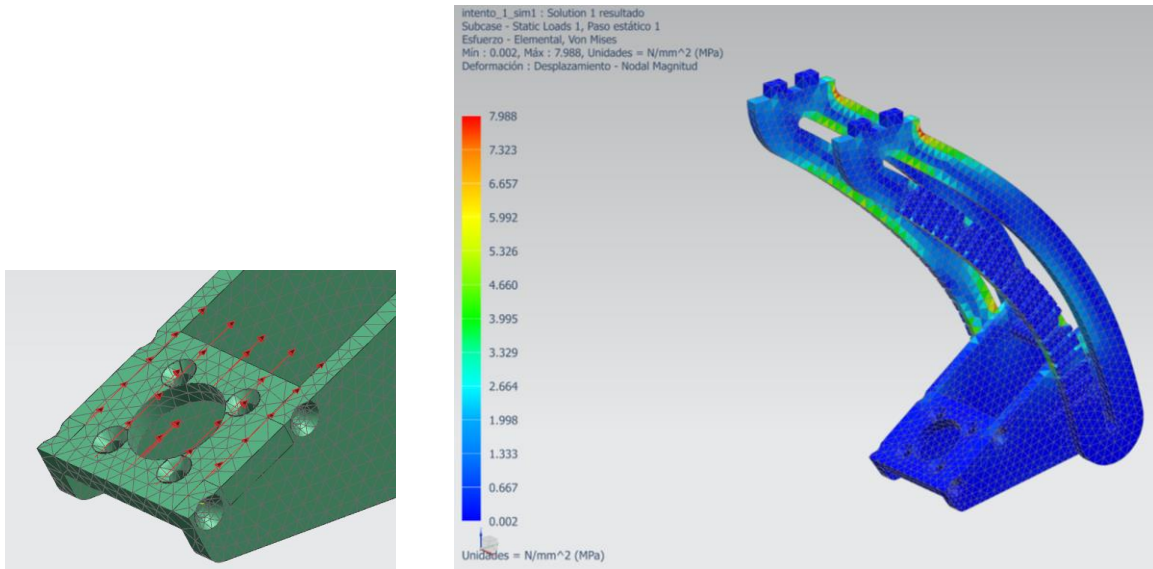 intento_1_sim1 : Solution 1 resultado
Subcase - Static Loads 1, Paso estático 1
Esfuerzo - Elemental, Von Mises
Mín : 0.002, Máx : 7.988, Unidades = N/mm^2 (MPa)
Deformación : Desplazamiento - Nodal Magnitud
7.988
7.323
6.657
5.992
5.326
4.660
3.995
3.329
2.664
1.998
1.333
0.667
0.002
Unidades = N/mm^2 (MPa)